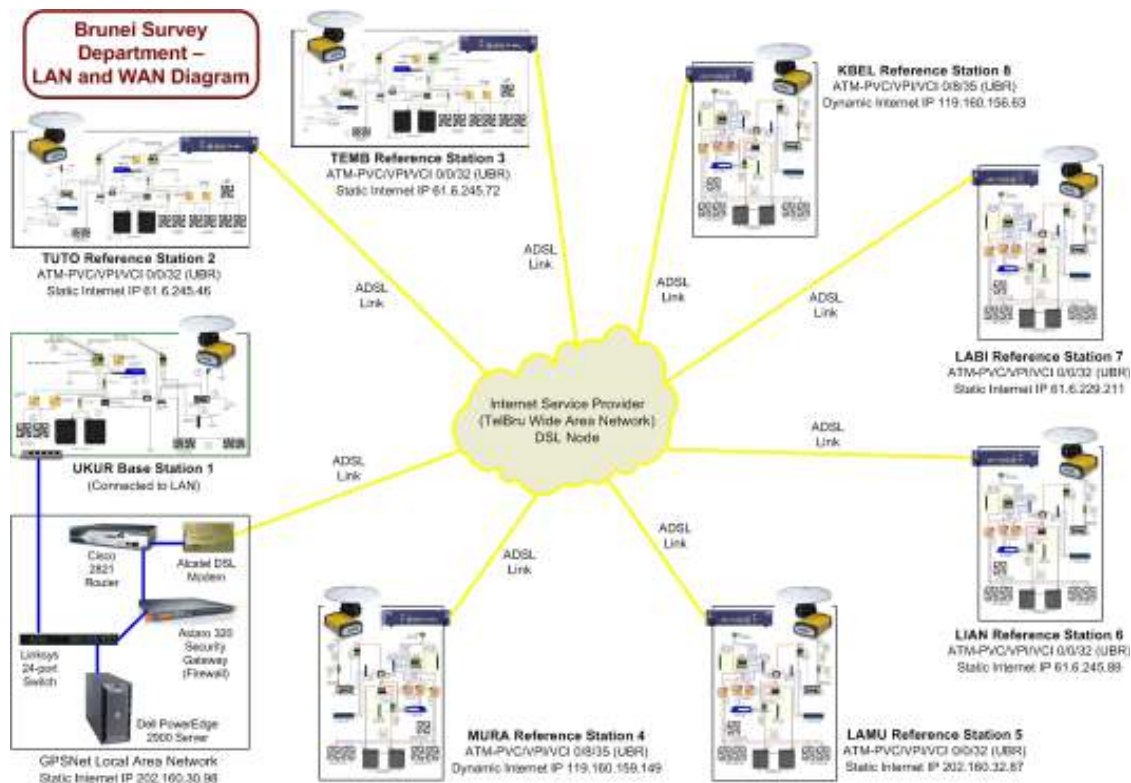 Brunei Survey
Department –
LAN and WAN Diagram
TEMB Reference Station 3
ATM-PVC/VPI/VCI 0/0/32 (UBR)
Static Internet IP 61.6.245.72
KBEL Reference Station 8
ATM-PVC/VPI/VCI 0/8/35 (UBR)
Dynamic Internet IP 119.160.156.63
TUTO Reference Station 2
ATM-PVC/VPI/VCI 0/0/32 (UBR)
Static Internet IP 61.6.245.46
ADSL
Link
ADSL
Link
ADSL
Link
ADSL
Link
LABI Reference Station 7
ATM-PVC/VPI/VCI 0/0/32 (UBR)
Static Internet IP 61.6.229.211
Internet Service Provider
(TelBru Wide Area Network)
DSL Node
UKUR Base Station 1
(Connected to LAN)
ADSL
Link
ADSL
Link
ADSL
Link
ADSL
Link
Cisco
2821
Router
Alcatel DSL
Modem
Linksys
24-port
Switch
Astaro 320
Security
Gateway
(Firewall)
Dell PowerEdge
2900 Server
GPSNet Local Area Network
Static Internet IP 202.160.30.98
MURA Reference Station 4
ATM-PVC/VPI/VCI 0/8/35 (UBR)
Dynamic Internet IP 119.160.159.149
LAMU Reference Station 5
ATM-PVC/VPI/VCI 0/0/32 (UBR)
Static Internet IP 202.160.32.87
LIAN Reference Station 6
ATM-PVC/VPI/VCI 0/0/32 (UBR)
Static Internet IP 61.6.245.89